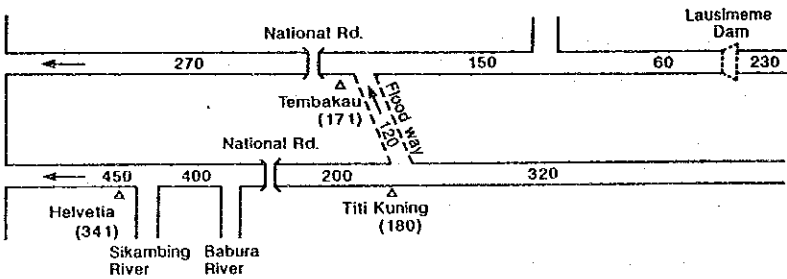 Lausimeme
Dam
National Rd.
270
150
60
230
Tembakau
(171)
Flood way
120
National Rd.
450
400
200
320
Helvetia
(341)
Titi Kuning
(180)
Sikambing
River
Babura
River